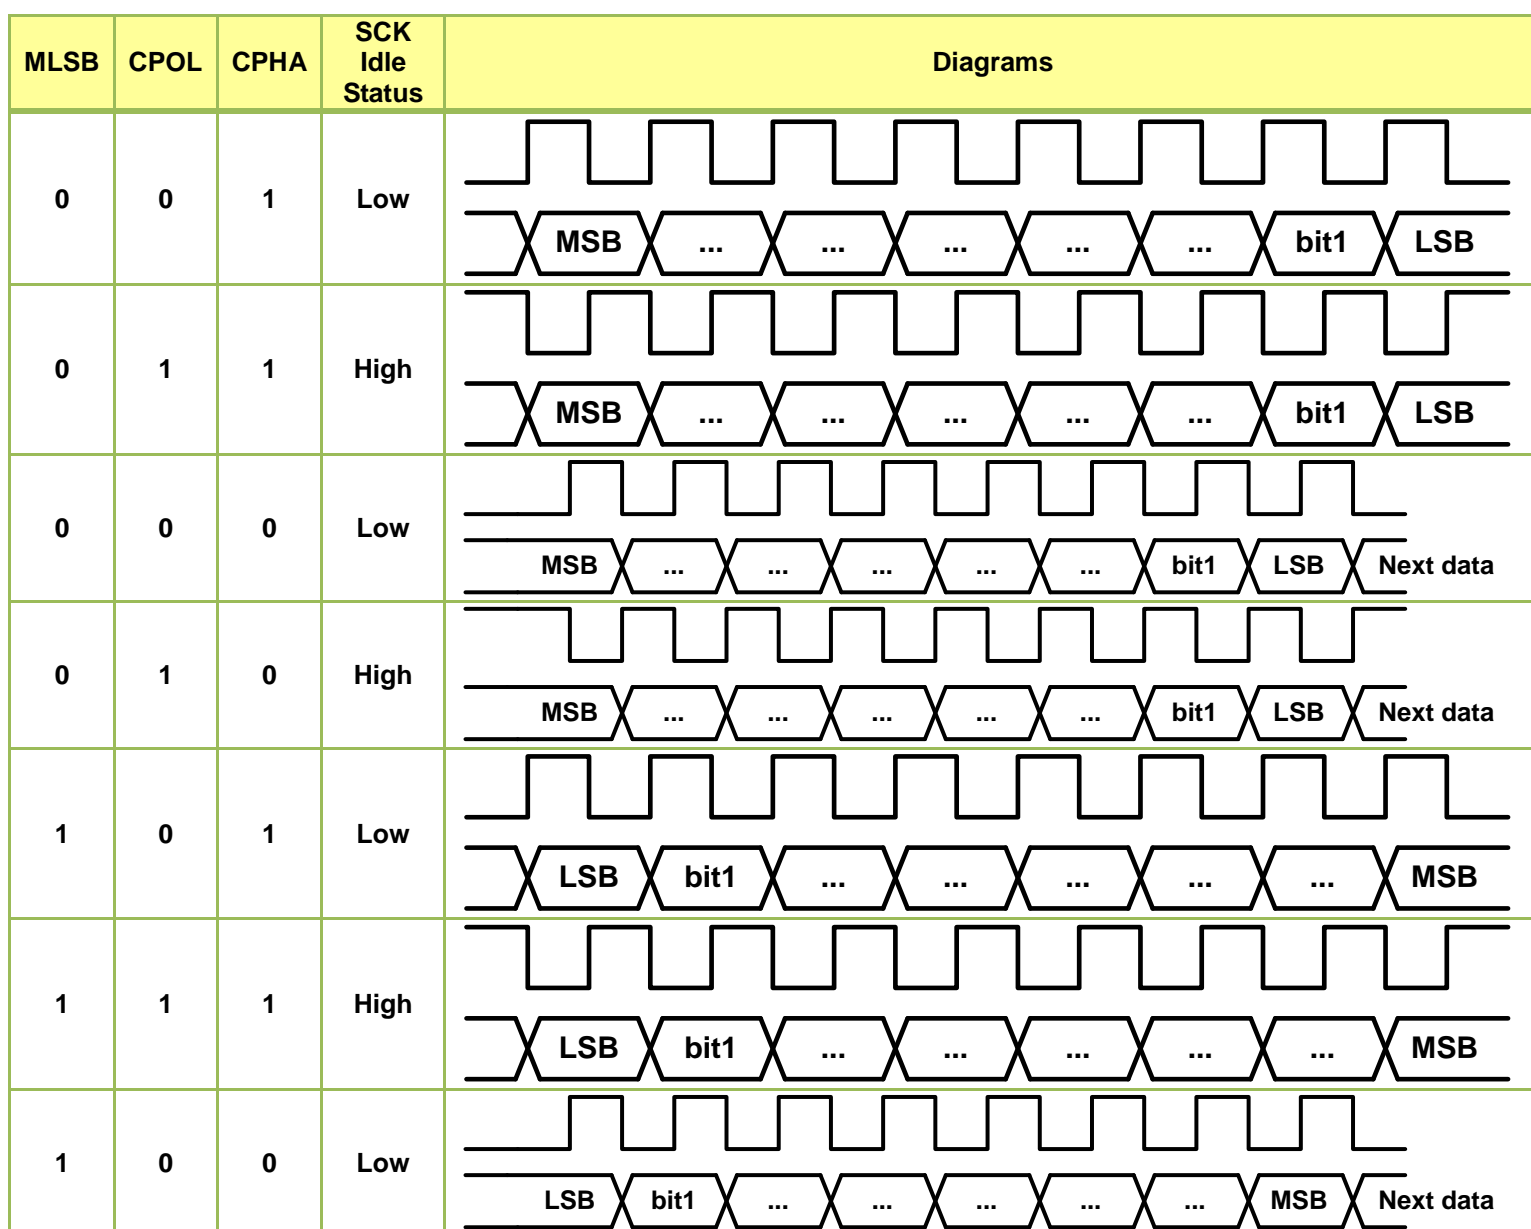 MLSB CPOL CPHA SCK Idle Status Diagrams
0 0 1 Low
MSB ... ... ... ... ... bit1 LSB
0 1 1 High
MSB ... ... ... ... ... bit1 LSB
0 0 0 Low
MSB ... ... ... ... ... bit1 LSB Next data
0 1 0 High
MSB ... ... ... ... ... bit1 LSB Next data
1 0 1 Low
LSB bit1 ... ... ... ... ... MSB
1 1 1 High
LSB bit1 ... ... ... ... ... MSB
1 0 0 Low
LSB bit1 ... ... ... ... ... MSB Next data